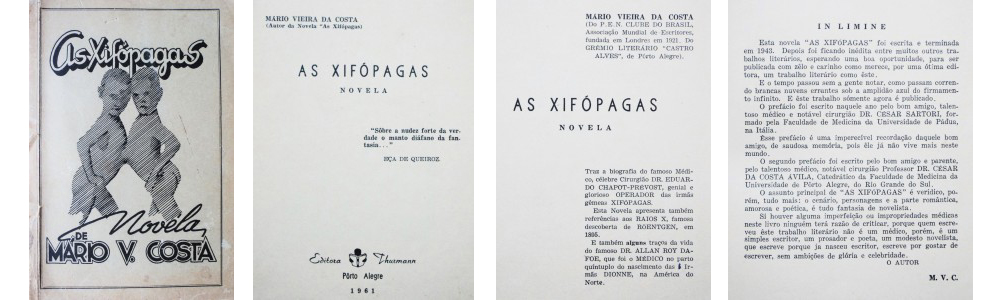 As Xifópagas
Novela,
DE
MÁRIO V. COSTA
MÁRIO VIEIRA DA COSTA
(Autor da Novela "As Xifópagas)
AS XIFÓPAGAS
NOVELA
"Sôbre a nudez forte da ver-
dade o manto diáfano da fan-
tasia..."
EÇA DE QUEIROZ.
Editora Thurmann
Pôrto Alegre
1961
MÁRIO VIEIRA DA COSTA
(Do P.E.N. CLUBE DO BRASIL,
Associação Mundial de Escritores,
fundada em Londres em 1921. Do
GRÊMIO LITERÁRIO "CASTRO
ALVES", de Pôrto Alegre).
AS XIFÓPAGAS
NOVELA
Traz a biografia do famoso Médi-
co, célebre Cirurgião DR. EDUAR-
DO CHAPOT-PRÉVOST, genial e
glorioso OPERADOR das irmãs
gêmeas XIFÓPAGAS.
Esta Novela apresenta também
referências aos RAIOS X, famosa
descoberta de ROENTGEN, em
1895.
E também alguns traços da vida
do famoso DR. ALLAN ROY DA-
FOE, que foi o MÉDICO no parto
quíntuplo do nascimento das 5 ir-
mãs DIONNE, na América do
Norte.
IN LIMINE
Esta novela "AS XIFÓPAGAS" foi escrita e terminada
em 1943. Depois foi ficando inédita entre muitos outros tra-
balhos literários, esperando uma boa oportunidade, para ser
publicada com zêlo e carinho como merece, por uma ótima edi-
tora, um trabalho literário como êste.
E o tempo passou sem a gente notar, como passam corren-
do brancas nuvens errantes sob a amplidão azul do firmamen-
to infinito. E êste trabalho sòmente agora é publicado.
O prefácio foi escrito naquele ano pelo bom amigo, talen-
toso médico e notável cirurgião DR. CESAR SARTORI, for-
mado pela Faculdade de Medicina da Universidade de Pádua,
na Itália.
Êsse prefácio é uma imperecível recordação daquele bom
amigo, de saudosa memória, pois êle já não vive mais neste
mundo.
O segundo prefácio foi escrito pelo bom amigo e parente,
pelo talentoso médico, notável cirurgião Professor DR. CÉSAR
DA COSTA ÁVILA, Catedrático da Faculdade de Medicina da
Universidade de Pôrto Alegre, do Rio Grande do Sul.
O assunto principal de "AS XIFÓPAGAS" é verídico, po-
rém, tudo mais: o cenário, personagens e a parte romântica,
amorosa e poética, é tudo fantasia de novelista.
Si houver alguma imperfeição ou impropriedades médicas
neste livro ninguém terá razão de criticar, porque quem escre-
veu êste trabalho literário não é um médico, porém, é um
simples escritor, um prosador e poeta, um modesto novelista,
que escreve porque já nasceu escritor, escreve por gostar de
escrever, sem ambições de glória e celebridade.
O AUTOR
M. V. C.